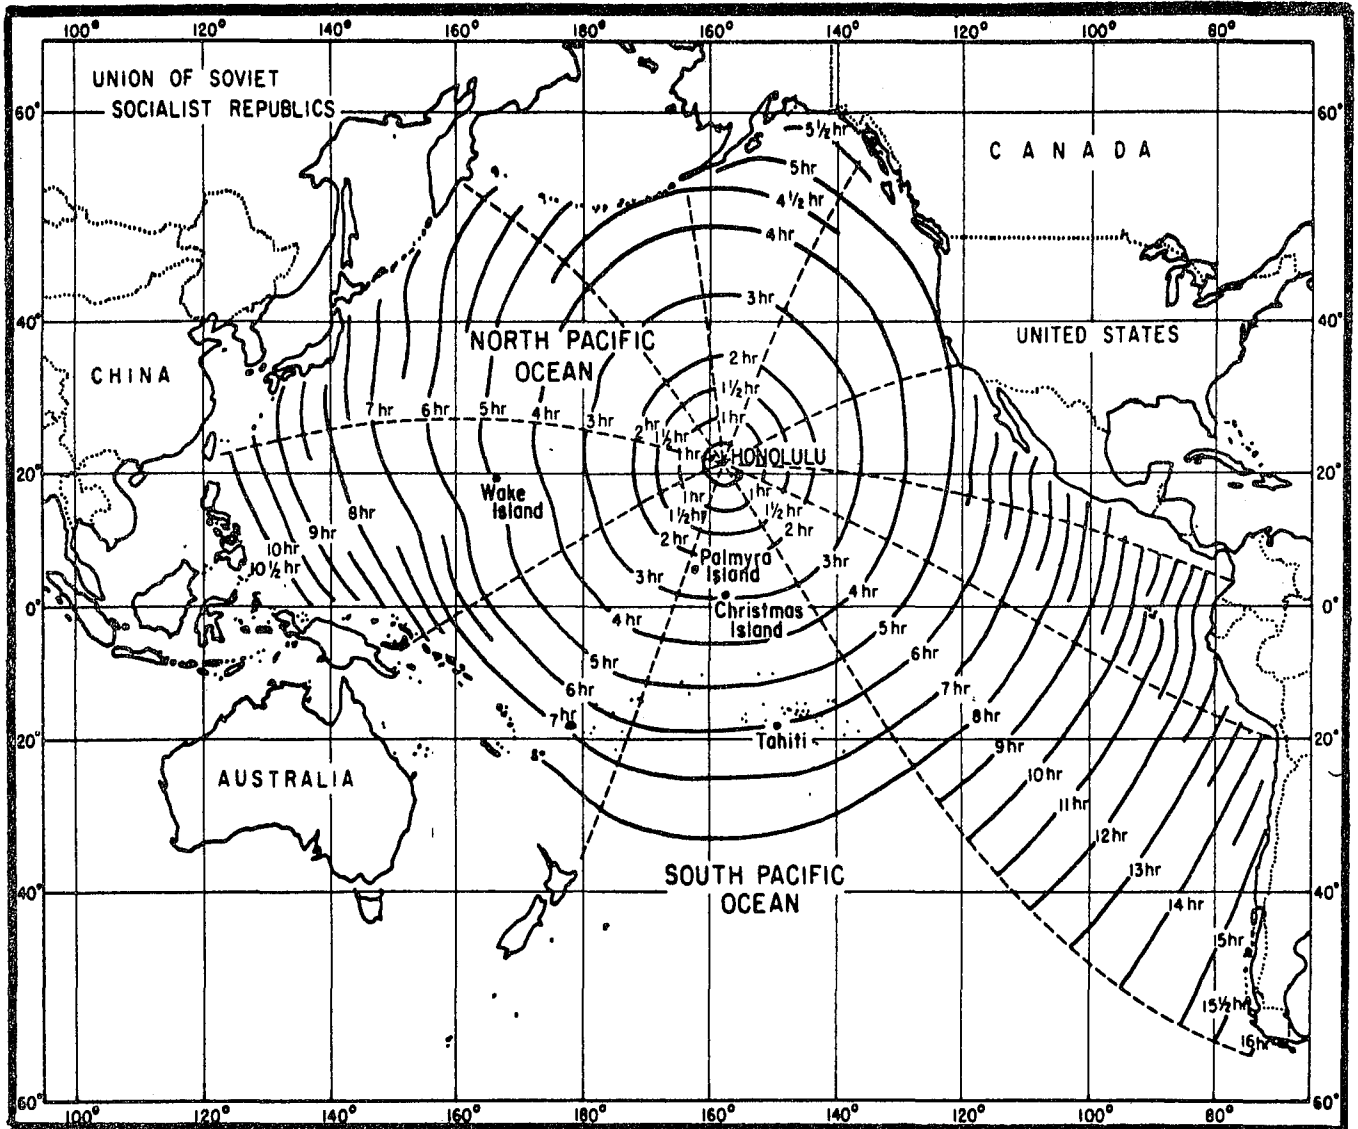 100° 120° 140° 160° 180° 160° 140° 120° 100° 80°
UNION OF SOVIET
SOCIALIST REPUBLICS
60° 60°
5½hr
CANADA
5hr
4½hr
4hr
3hr
40° 40°
NORTH PACIFIC
OCEAN
UNITED STATES
CHINA
2hr
1½hr
1hr
7hr 6hr 5hr 4hr 3hr 2hr ½hr 1hr
HONOLULU
20° 20°
Wake
Island
1hr 1hr
1½hr 1½hr
2hr 2hr
8hr
9hr
10hr
10½hr
Palmyra
Island
3hr 3hr
4hr
0° 0°
Christmas
Island
4hr
5hr
5hr
6hr
6hr
7hr
7hr
8hr
Tahiti
20° 20°
9hr
AUSTRALIA
10hr
11hr
12hr
SOUTH PACIFIC
OCEAN
13hr
40° 40°
14hr
15hr
15½hr
16hr
60° 60°
100° 120° 140° 160° 180° 160° 140° 120° 100° 80°